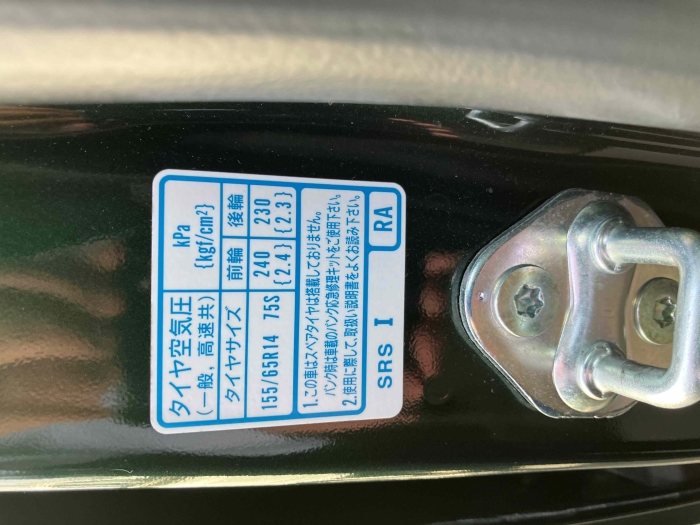 タイヤ空気圧 kPa
(一般，高速共) {kgf/cm²}
タイヤサイズ 前輪 後輪
155/65R14 75S 240 230
{2.4} {2.3}
1.この車はスペアタイヤは搭載しておりません。
パンク時は車載のパンク応急修理キットをご使用下さい。
2.使用に際して、取扱い説明書をよくお読み下さい。
SRS I RA